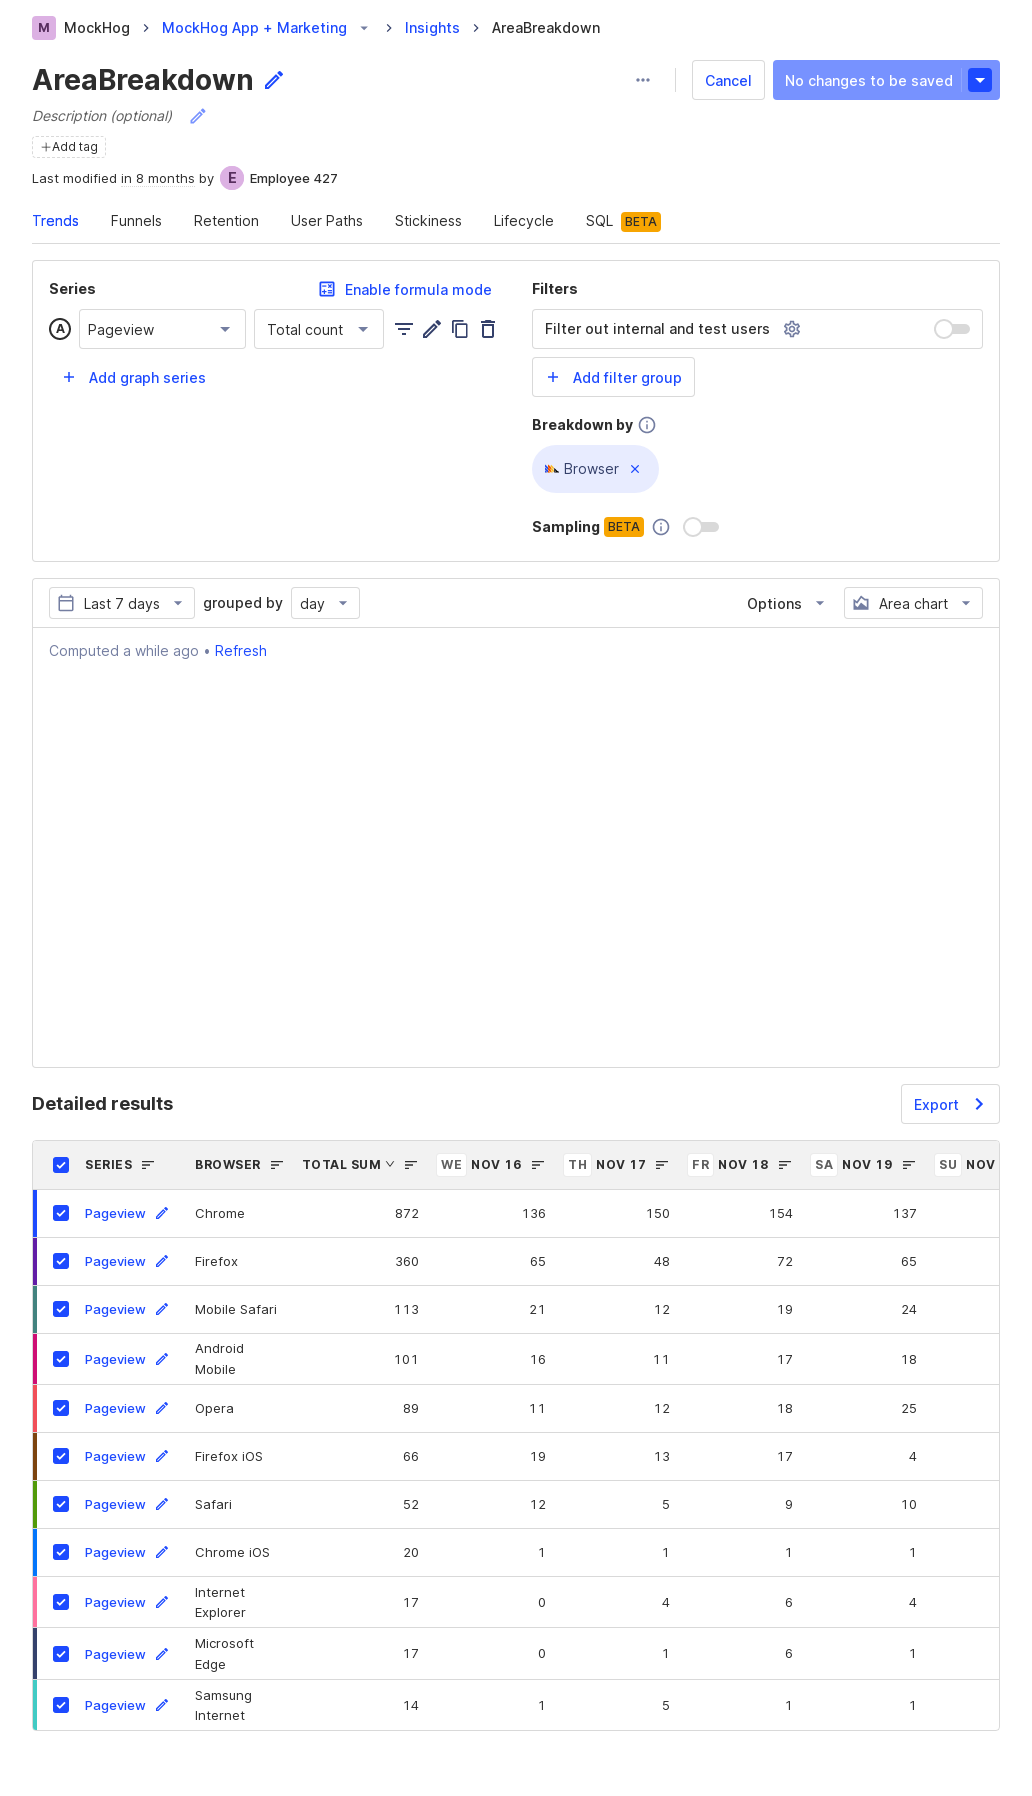 M MockHog MockHog App + Marketing Insights AreaBreakdown
AreaBreakdown
Cancel No changes to be saved
Description (optional)
+Add tag
Last modified in 8 months by E Employee 427
Trends Funnels Retention User Paths Stickiness Lifecycle SQL BETA
Series Enable formula mode
A Pageview Total count
+ Add graph series
Filters
Filter out internal and test users
+ Add filter group
Breakdown by
Browser
Sampling BETA
Last 7 days grouped by day Options Area chart
Computed a while ago • Refresh
Detailed results Export
SERIES BROWSER TOTAL SUM WE NOV 16 TH NOV 17 FR NOV 18 SA NOV 19 SU NOV
Pageview Chrome 872 136 150 154 137
Pageview Firefox 360 65 48 72 65
Pageview Mobile Safari 113 21 12 19 24
Pageview Android Mobile 101 16 11 17 18
Pageview Opera 89 11 12 18 25
Pageview Firefox iOS 66 19 13 17 4
Pageview Safari 52 12 5 9 10
Pageview Chrome iOS 20 1 1 1 1
Pageview Internet Explorer 17 0 4 6 4
Pageview Microsoft Edge 17 0 1 6 1
Pageview Samsung Internet 14 1 5 1 1